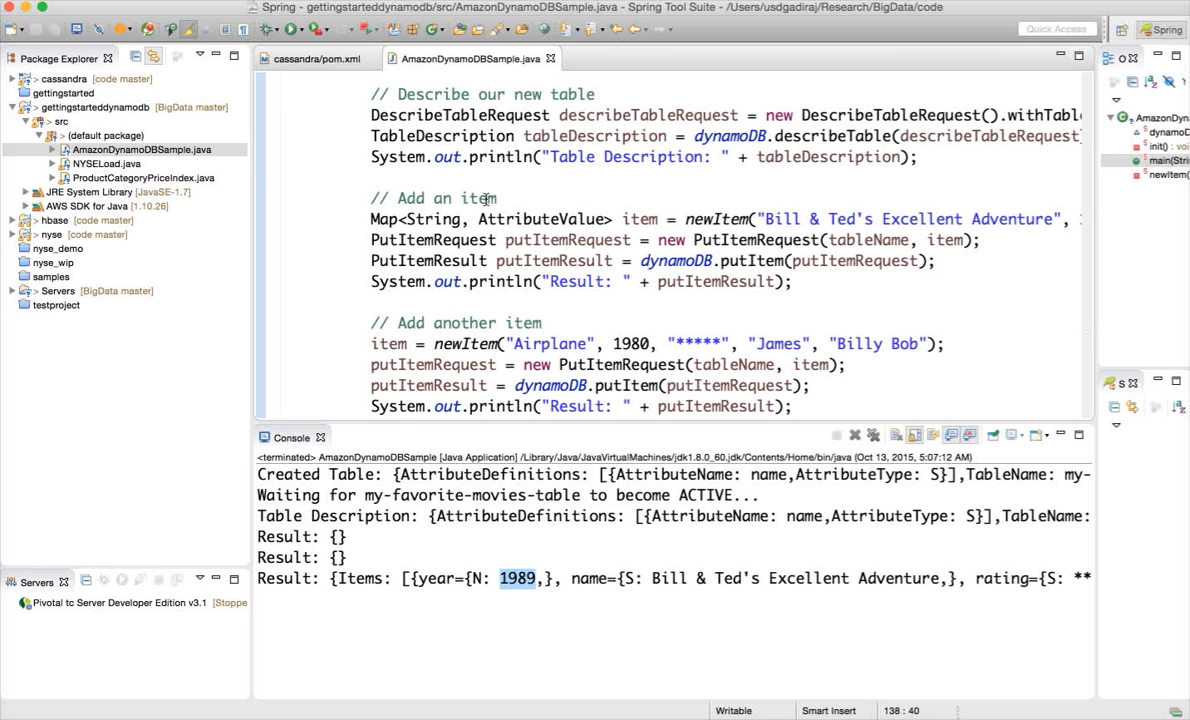 Spring - gettingstarteddynamodb/src/AmazonDynamoDBSample.java - Spring Tool Suite - /Users/usdgadiraj/Research/BigData/code
Quick Access
Spring
Package Explorer
cassandra/pom.xml
AmazonDynamoDBSample.java
O
> cassandra [code master]
gettingstarted
> gettingstarteddynamodb [BigData master]
> src
> (default package)
> AmazonDynamoDBSample.java
> NYSELoad.java
> ProductCategoryPriceIndex.java
JRE System Library [JavaSE-1.7]
AWS SDK for Java [1.10.26]
> hbase [code master]
> nyse [code master]
nyse_demo
nyse_wip
samples
> Servers [BigData master]
testproject
// Describe our new table
DescribeTableRequest describeTableRequest = new DescribeTableRequest().withTabl
TableDescription tableDescription = dynamoDB.describeTable(describeTableRequest
System.out.println("Table Description: " + tableDescription);
// Add an item
Map<String, AttributeValue> item = newItem("Bill & Ted's Excellent Adventure",
PutItemRequest putItemRequest = new PutItemRequest(tableName, item);
PutItemResult putItemResult = dynamoDB.putItem(putItemRequest);
System.out.println("Result: " + putItemResult);
// Add another item
item = newItem("Airplane", 1980, "*****", "James", "Billy Bob");
putItemRequest = new PutItemRequest(tableName, item);
putItemResult = dynamoDB.putItem(putItemRequest);
System.out.println("Result: " + putItemResult);
AmazonDy
dynamoD
init() : voi
main(Stri
newItem(
S
Console
<terminated> AmazonDynamoDBSample [Java Application] /Library/Java/JavaVirtualMachines/jdk1.8.0_60.jdk/Contents/Home/bin/java (Oct 13, 2015, 5:07:12 AM)
Created Table: {AttributeDefinitions: [{AttributeName: name,AttributeType: S}],TableName: my-
Waiting for my-favorite-movies-table to become ACTIVE...
Table Description: {AttributeDefinitions: [{AttributeName: name,AttributeType: S}],TableName:
Result: {}
Result: {}
Result: {Items: [{year={N: 1989,}, name={S: Bill & Ted's Excellent Adventure,}, rating={S: **
Servers
Pivotal tc Server Developer Edition v3.1 [Stoppe
Writable
Smart Insert
138 : 40